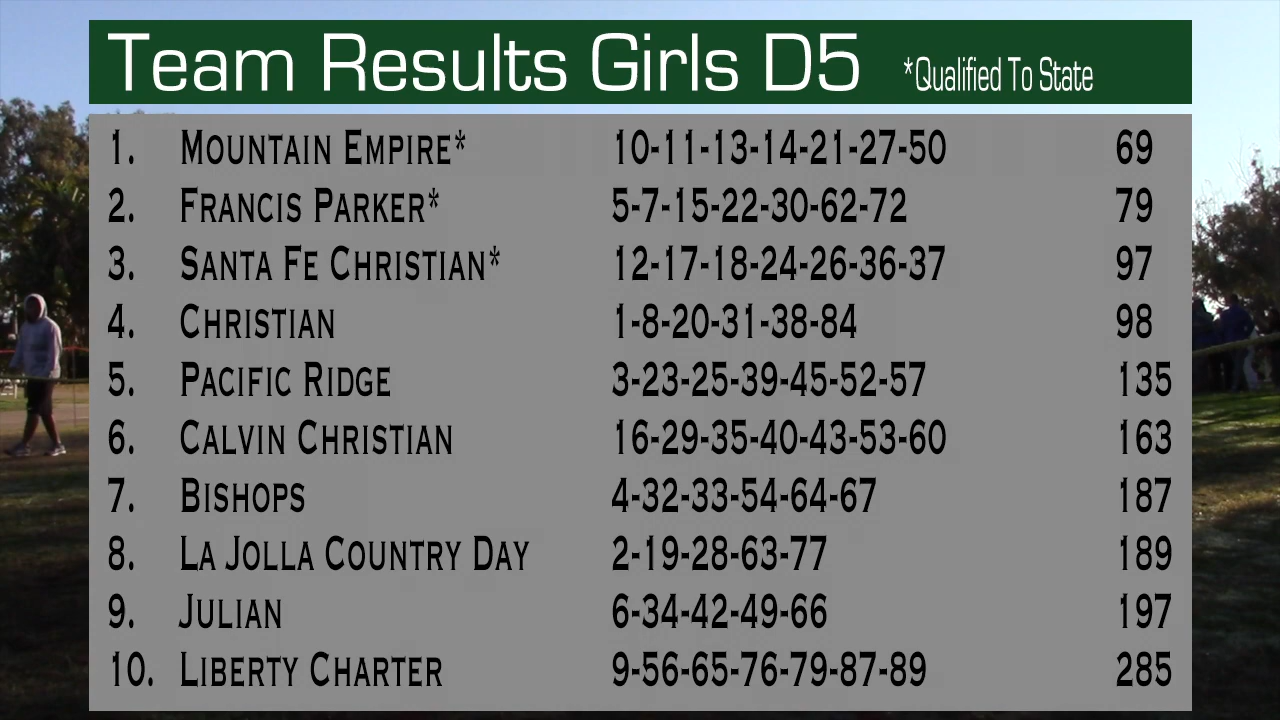 Team Results Girls D5 *Qualified To State
1. Mountain Empire* 10-11-13-14-21-27-50 69
2. Francis Parker* 5-7-15-22-30-62-72 79
3. Santa Fe Christian* 12-17-18-24-26-36-37 97
4. Christian 1-8-20-31-38-84 98
5. Pacific Ridge 3-23-25-39-45-52-57 135
6. Calvin Christian 16-29-35-40-43-53-60 163
7. Bishops 4-32-33-54-64-67 187
8. La Jolla Country Day 2-19-28-63-77 189
9. Julian 6-34-42-49-66 197
10. Liberty Charter 9-56-65-76-79-87-89 285